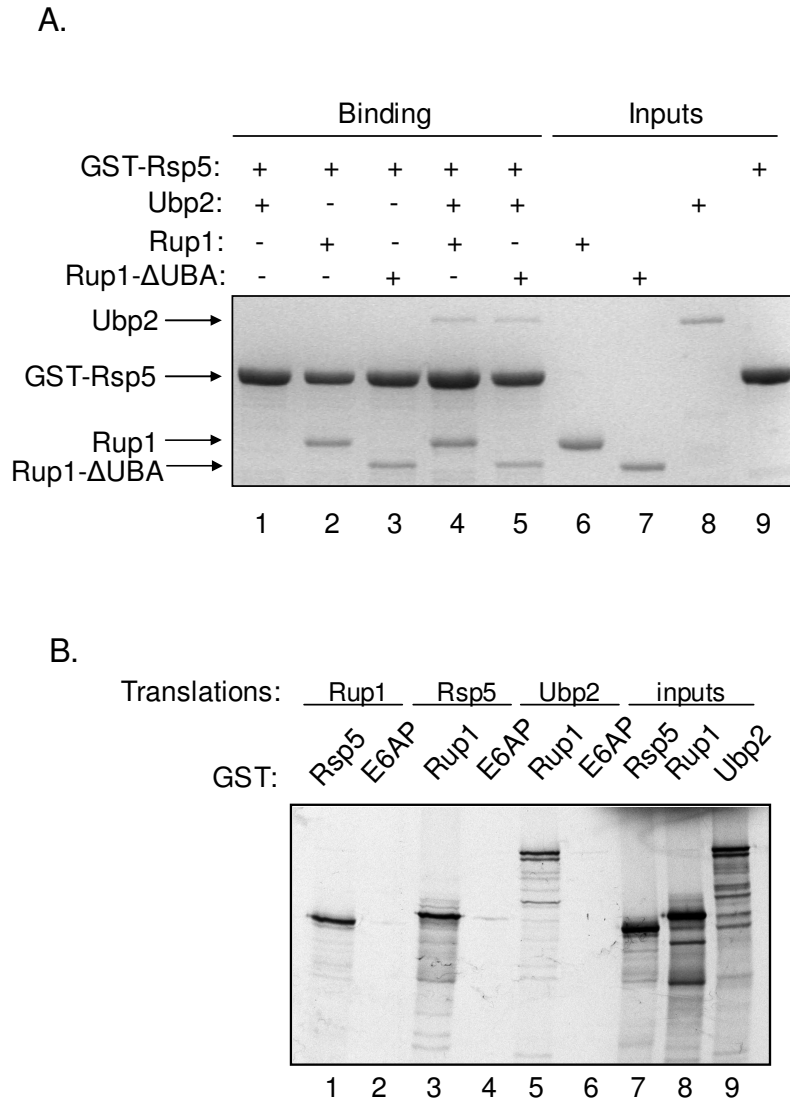 A.
Binding Inputs
GST-Rsp5: + + + + + +
Ubp2: + - - + + +
Rup1: - + - + - +
Rup1-ΔUBA: - - + - + +
Ubp2
GST-Rsp5
Rup1
Rup1-ΔUBA
1 2 3 4 5 6 7 8 9
B.
Translations: Rup1 Rsp5 Ubp2 inputs
GST: Rsp5 E6AP Rup1 E6AP Rup1 E6AP Rsp5 Rup1 Ubp2
1 2 3 4 5 6 7 8 9